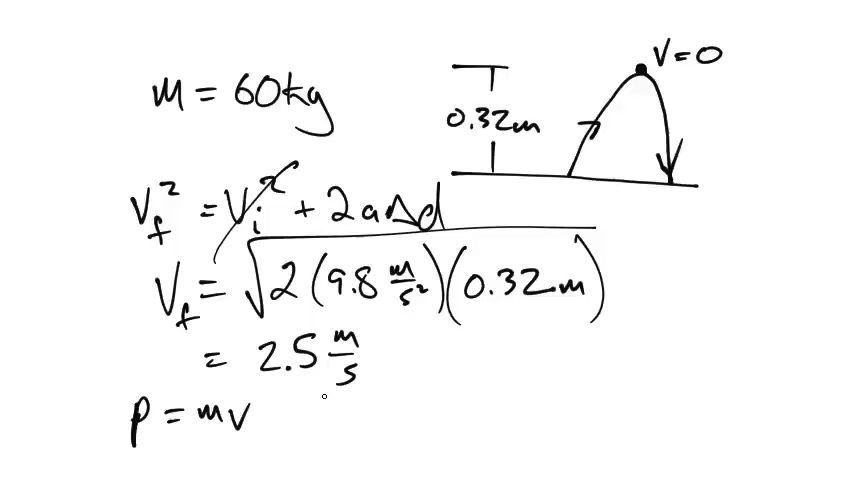 m = 60kg
0.32m
V=0
Vf² = Vi² + 2aΔd
Vf = √2(9.8 m/s²)(0.32m)
= 2.5 m/s
p = mv